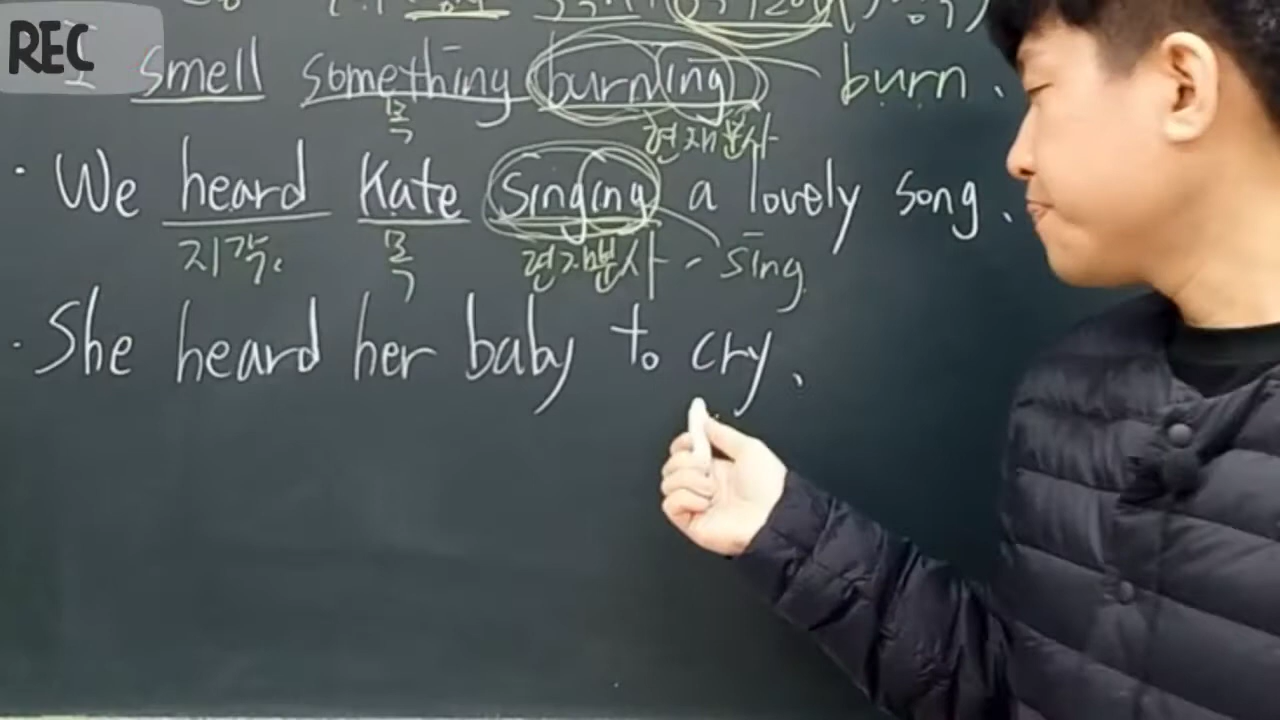 REC
I smell something burning burn.
목 현재분사
· We heard Kate singing a lovely song.
지각. 목 현재분사 - sing
· She heard her baby to cry.